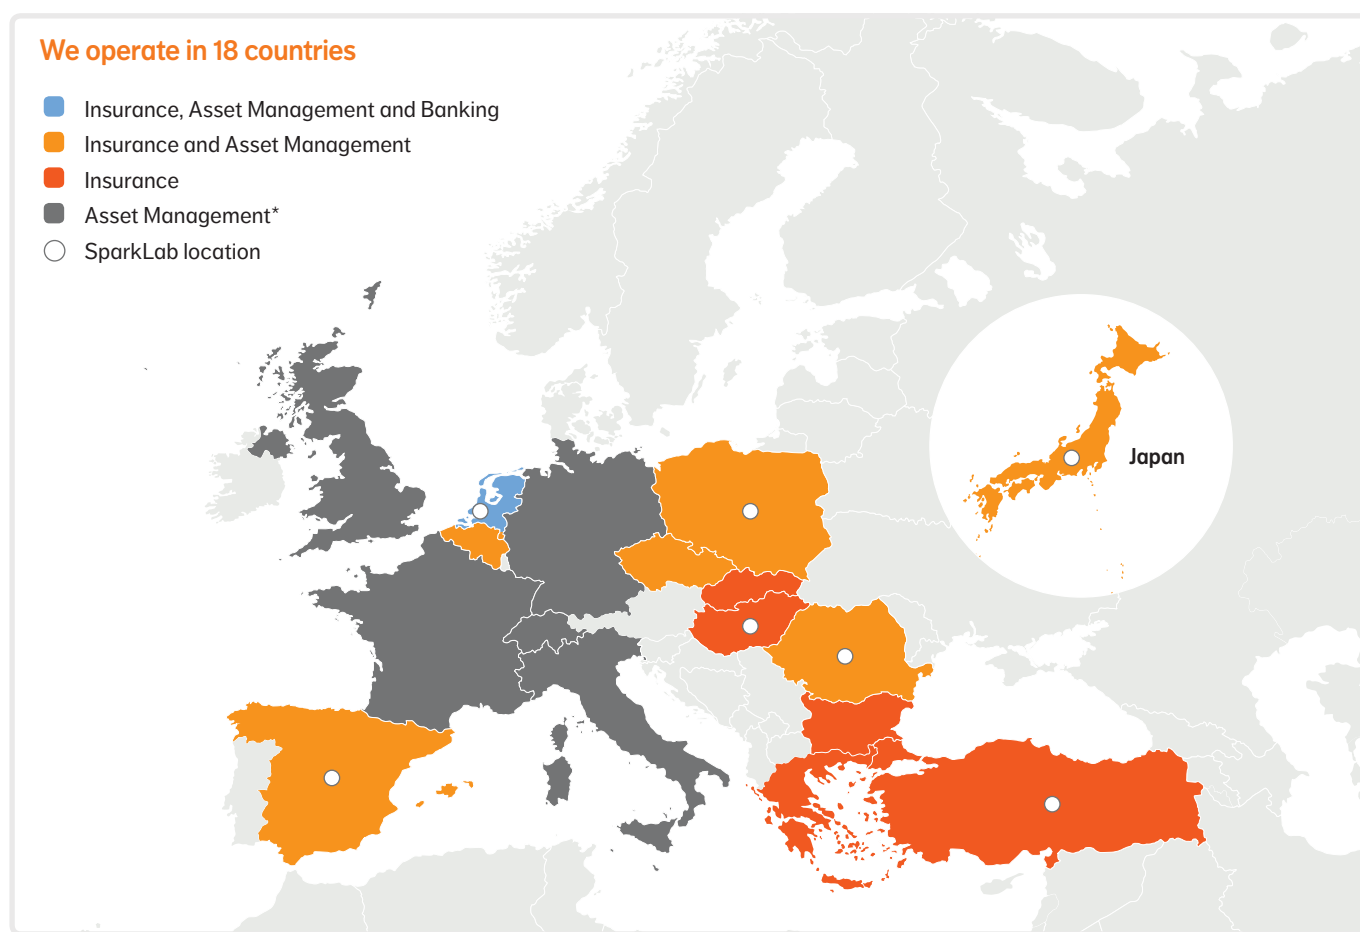 We operate in 18 countries
Insurance, Asset Management and Banking
Insurance and Asset Management
Insurance
Asset Management*
SparkLab location
Japan